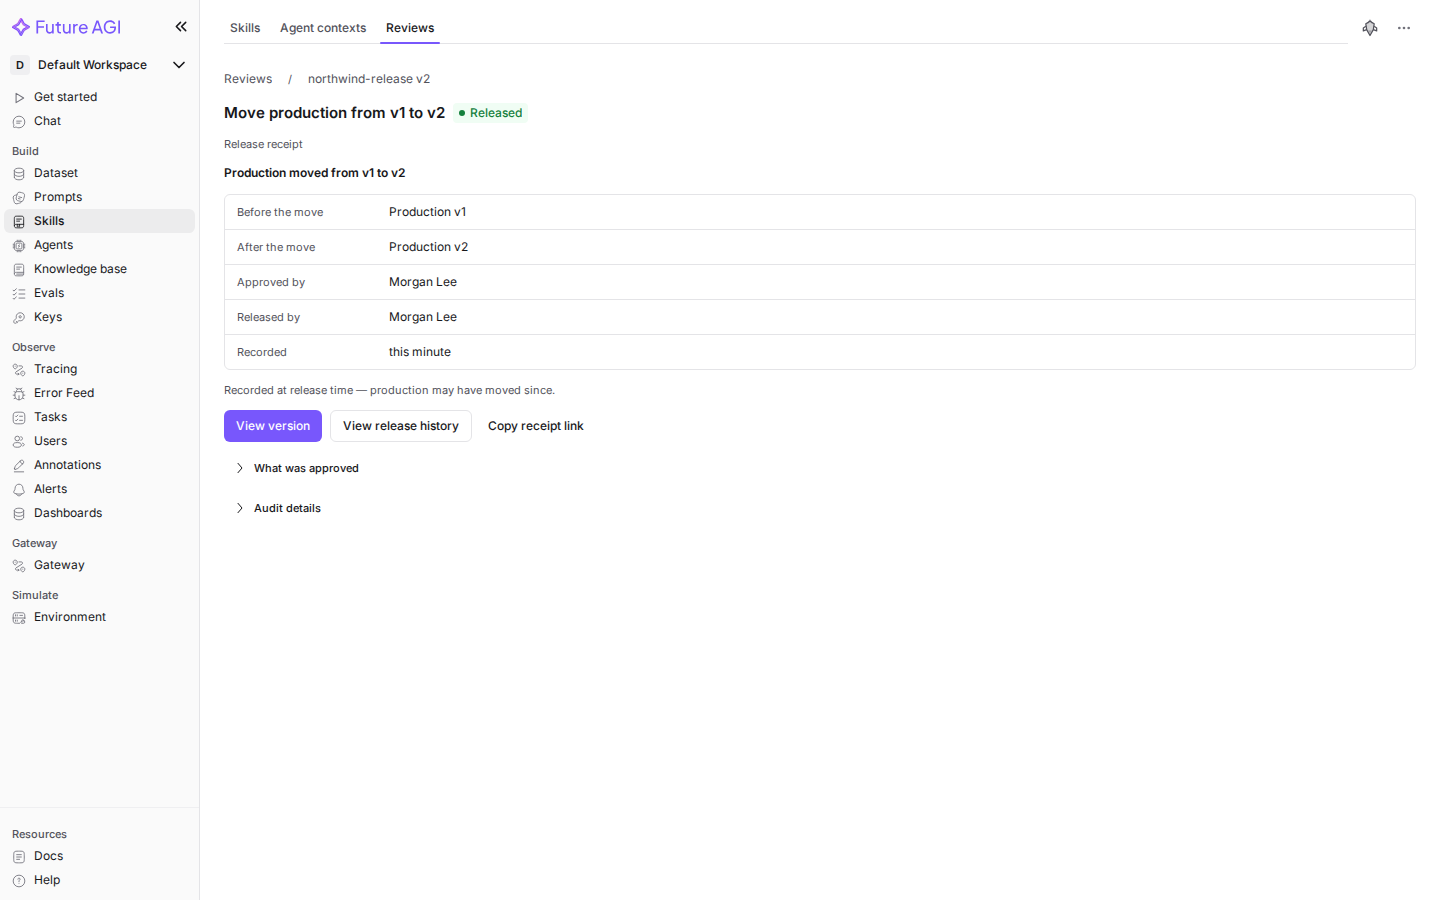 Future AGI
D Default Workspace
Get started
Chat
Build
Dataset
Prompts
Skills
Agents
Knowledge base
Evals
Keys
Observe
Tracing
Error Feed
Tasks
Users
Annotations
Alerts
Dashboards
Gateway
Gateway
Simulate
Environment
Resources
Docs
Help
Skills Agent contexts Reviews
Reviews / northwind-release v2
Move production from v1 to v2 Released
Release receipt
Production moved from v1 to v2
Before the move Production v1
After the move Production v2
Approved by Morgan Lee
Released by Morgan Lee
Recorded this minute
Recorded at release time — production may have moved since.
View version View release history Copy receipt link
What was approved
Audit details